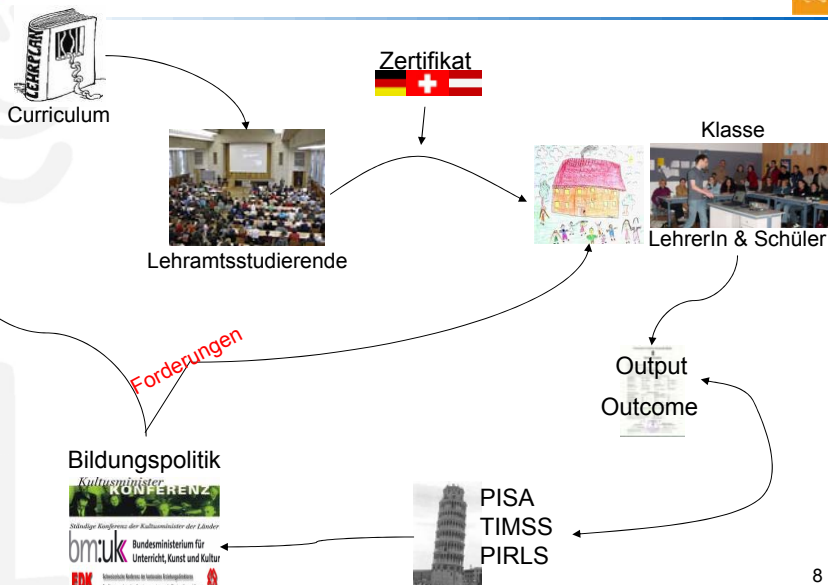 LEHRPLAN
Curriculum
Zertifikat
Lehramtsstudierende
Klasse
LehrerIn & Schüler
Forderungen
Output
Outcome
Bildungspolitik
Kultusminister
KONFERENZ
Ständige Konferenz der Kultusminister der Länder
bm:uk Bundesministerium für
Unterricht, Kunst und Kultur
EDK
PISA
TIMSS
PIRLS
8